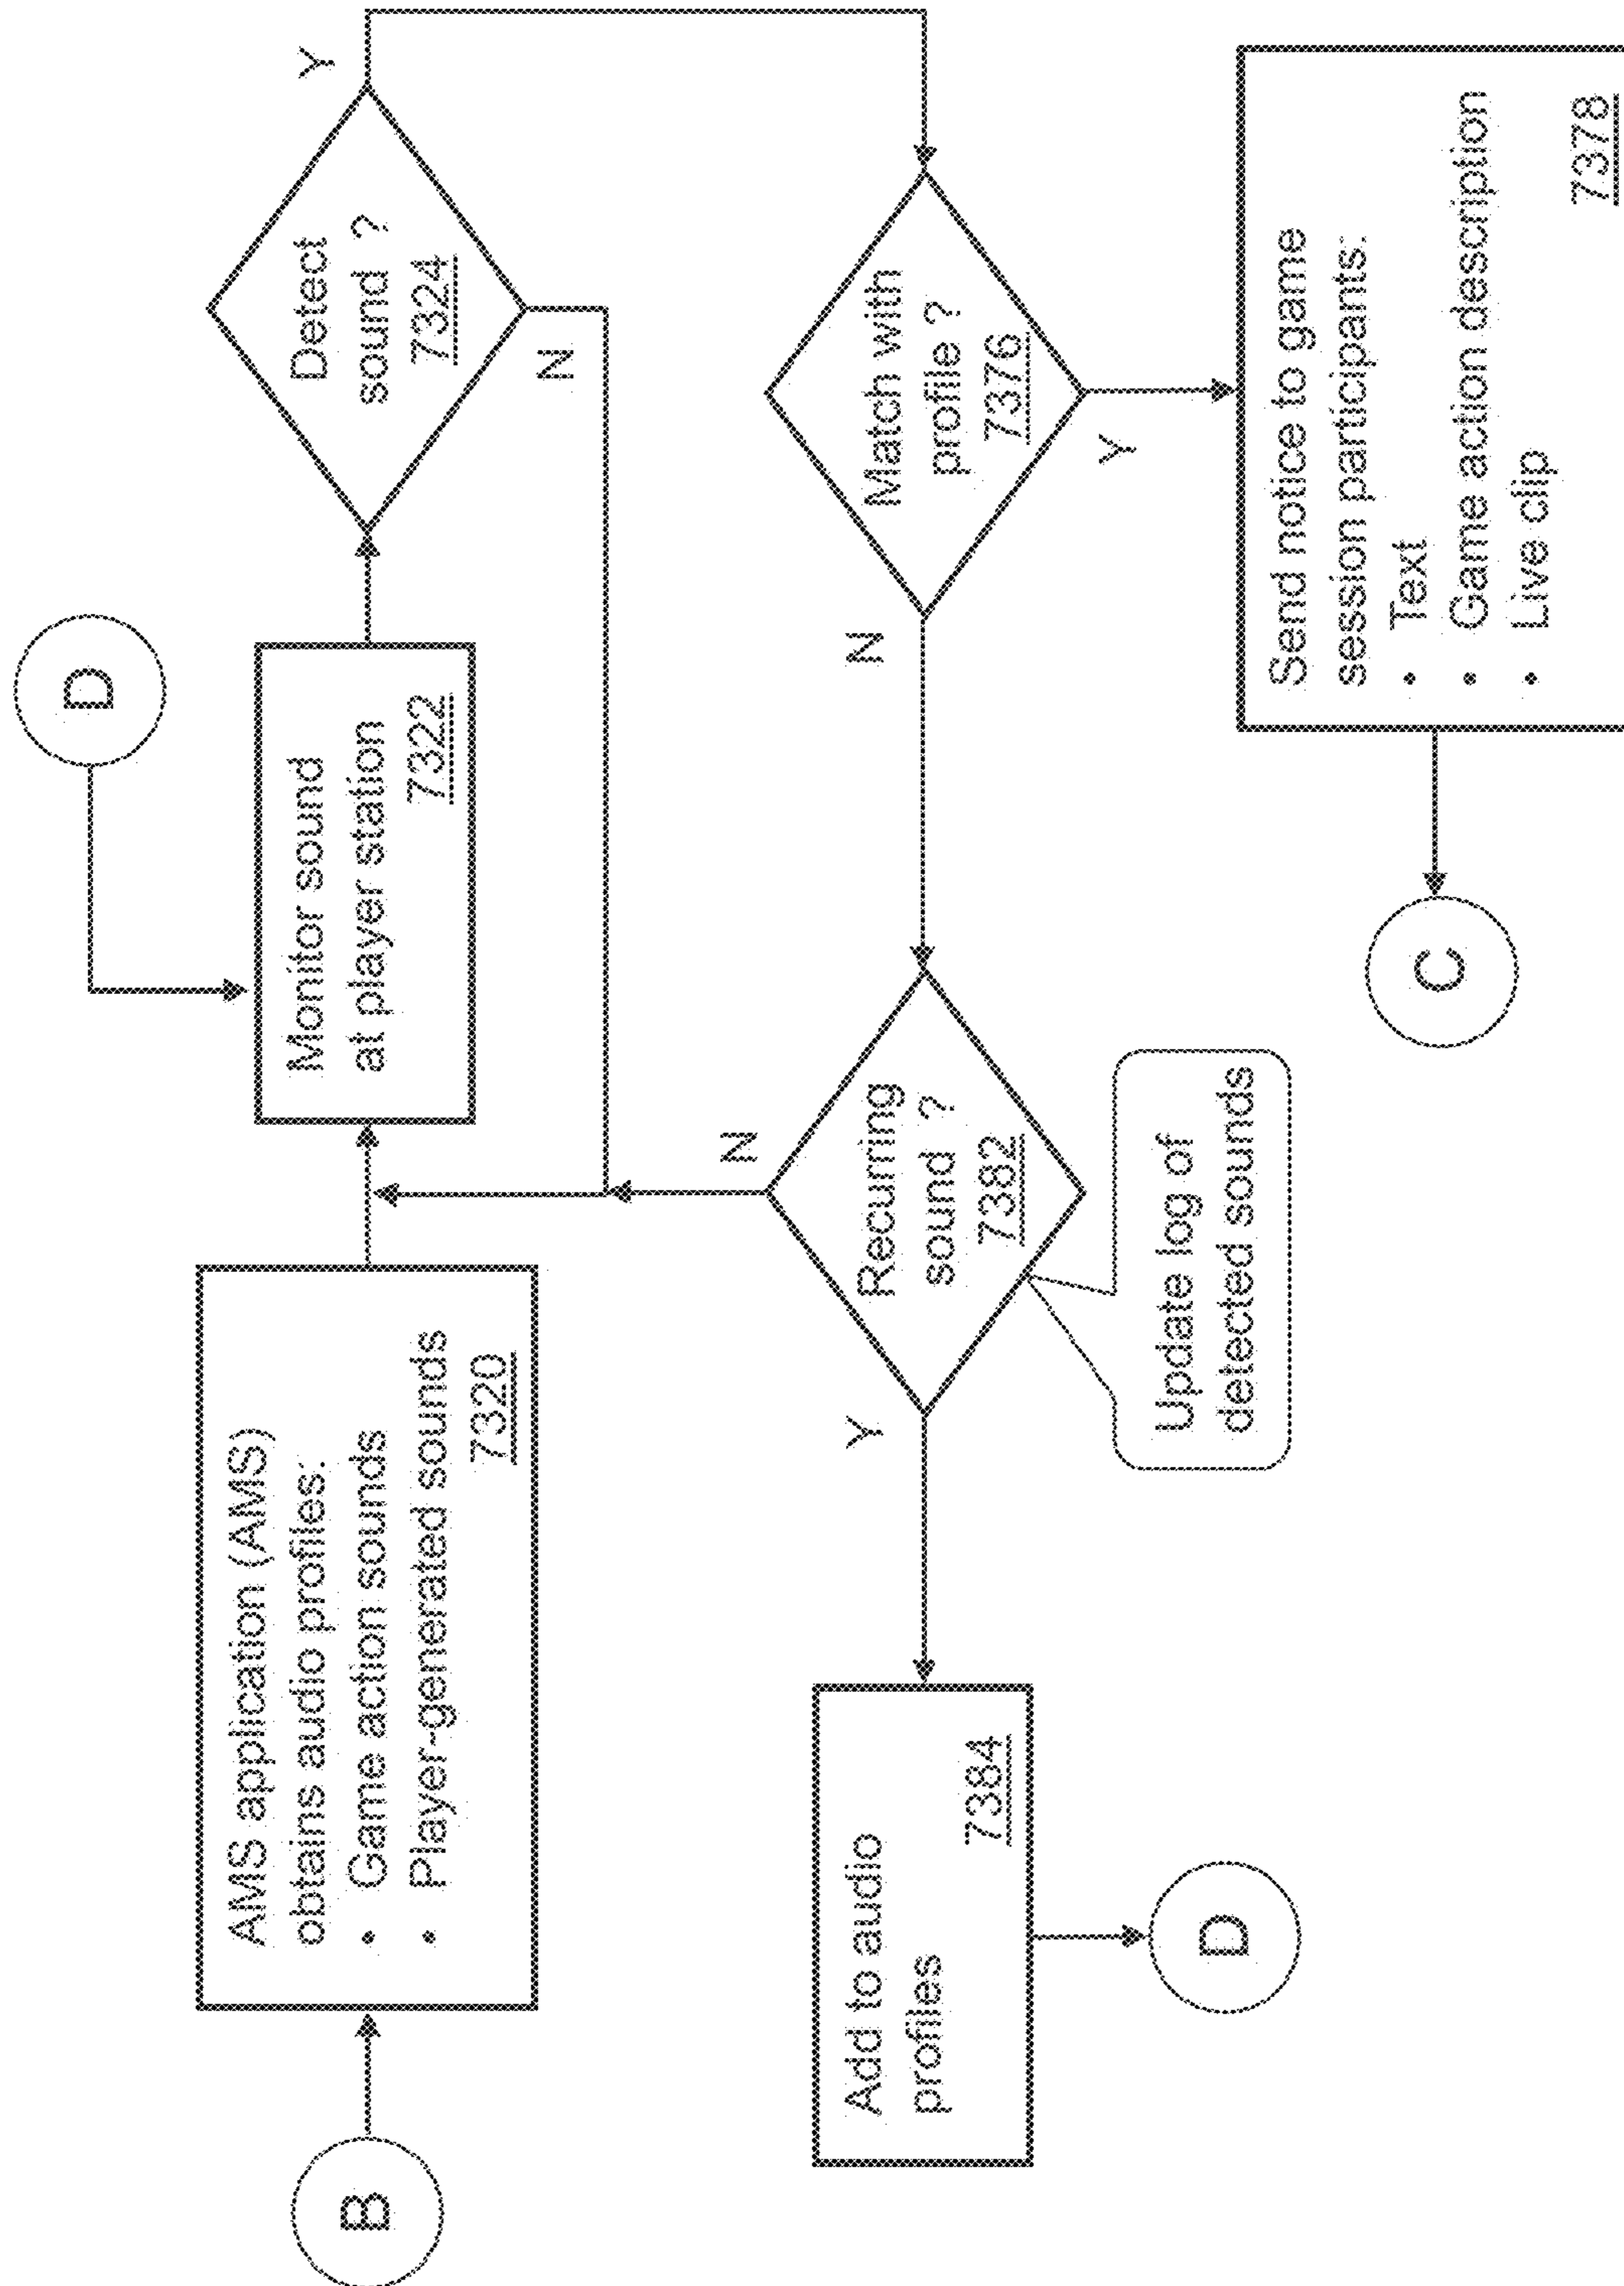 D
B
AMS application (AMS)
obtains audio profiles:
• Game action sounds
• Player-generated sounds
7320
Monitor sound
at player station
7322
Detect
sound ?
7324
Y
N
Match with
profile ?
7376
N
Y
Recurring
sound ?
7382
N
Y
Update log of
detected sounds
Add to audio
profiles
7384
D
Send notice to game
session participants:
• Text
• Game action description
• Live clip
7378
C